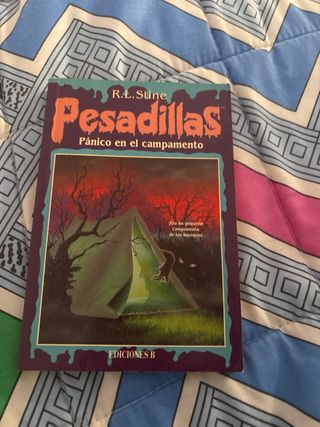 R.L. Stine
Pesadillas
Pánico en el campamento
¡Es un pequeño
campamento
de los horrores!
EDICIONES B